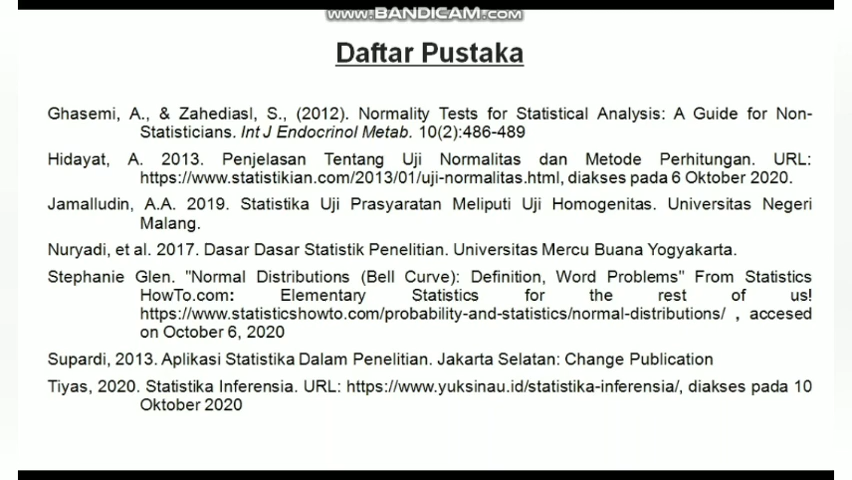 www.BANDICAM.com
Daftar Pustaka
Ghasemi, A., & Zahediasl, S., (2012). Normality Tests for Statistical Analysis: A Guide for Non-
Statisticians. Int J Endocrinol Metab. 10(2):486-489
Hidayat, A. 2013. Penjelasan Tentang Uji Normalitas dan Metode Perhitungan. URL:
https://www.statistikian.com/2013/01/uji-normalitas.html, diakses pada 6 Oktober 2020.
Jamalludin, A.A. 2019. Statistika Uji Prasyaratan Meliputi Uji Homogenitas. Universitas Negeri
Malang.
Nuryadi, et al. 2017. Dasar Dasar Statistik Penelitian. Universitas Mercu Buana Yogyakarta.
Stephanie Glen. "Normal Distributions (Bell Curve): Definition, Word Problems" From Statistics
HowTo.com: Elementary Statistics for the rest of us!
https://www.statisticshowto.com/probability-and-statistics/normal-distributions/ , accesed
on October 6, 2020
Supardi, 2013. Aplikasi Statistika Dalam Penelitian. Jakarta Selatan: Change Publication
Tiyas, 2020. Statistika Inferensia. URL: https://www.yuksinau.id/statistika-inferensia/, diakses pada 10
Oktober 2020